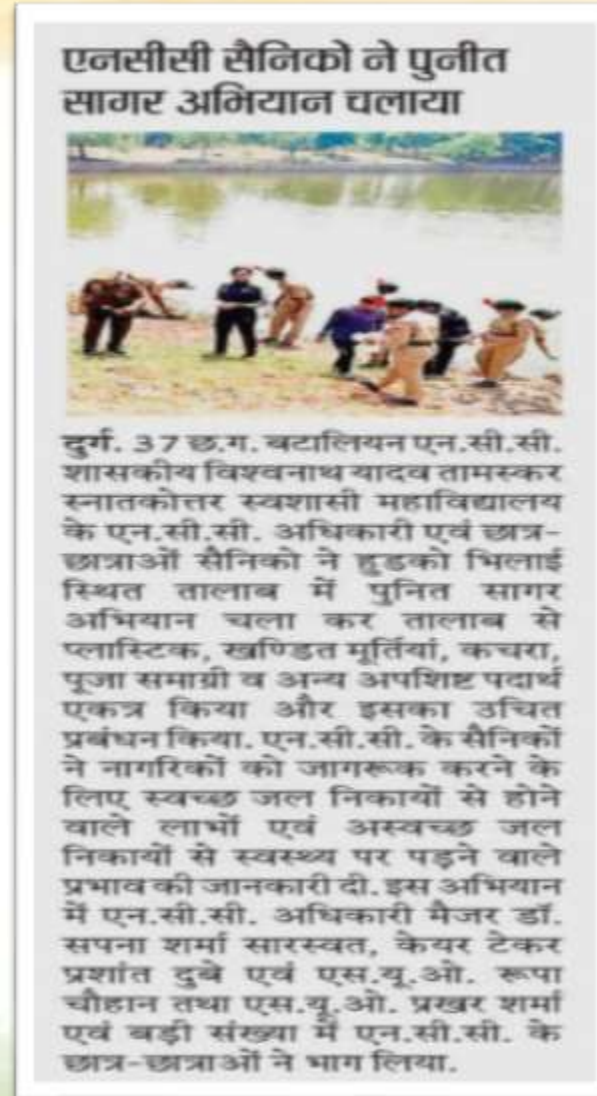 एनसीसी सैनिको ने पुनीत
सागर अभियान चलाया
दुर्ग. 37 छ.ग. बटालियन एन.सी.सी.
शासकीय विश्वनाथ यादव तामस्कर
स्नातकोत्तर स्वशासी महाविद्यालय
के एन.सी.सी. अधिकारी एवं छात्र-
छात्राओं सैनिको ने हुडको भिलाई
स्थित तालाब में पुनित सागर
अभियान चला कर तालाब से
प्लास्टिक, खण्डित मूर्तियां, कचरा,
पूजा समाग्री व अन्य अपशिष्ट पदार्थ
एकत्र किया और इसका उचित
प्रबंधन किया. एन.सी.सी. के सैनिकों
ने नागरिकों को जागरूक करने के
लिए स्वच्छ जल निकायों से होने
वाले लाभों एवं अस्वच्छ जल
निकायों से स्वस्थ्य पर पड़ने वाले
प्रभाव की जानकारी दी. इस अभियान
में एन.सी.सी. अधिकारी मैजर डॉ.
सपना शर्मा सारस्वत, केयर टेकर
प्रशांत दुबे एवं एस.यू.ओ. रूपा
चौहान तथा एस.यू.ओ. प्रखर शर्मा
एवं बड़ी संख्या में एन.सी.सी. के
छात्र-छात्राओं ने भाग लिया.